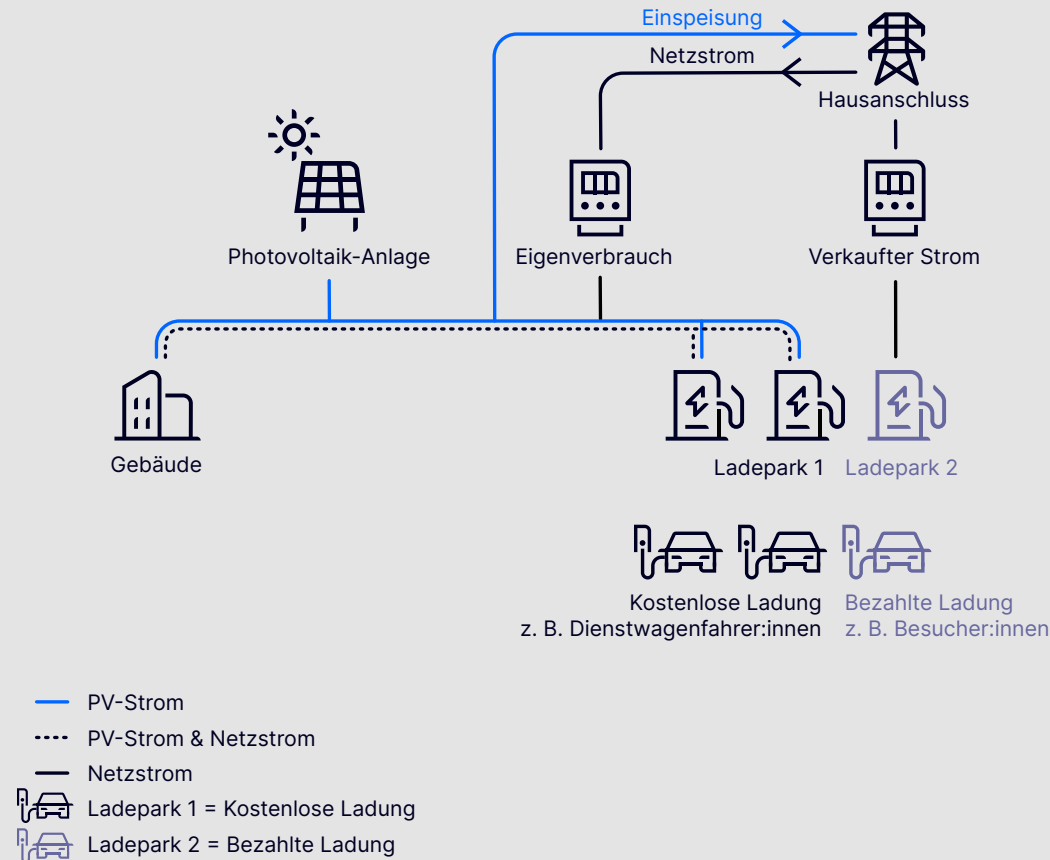 Einspeisung
Netzstrom
Hausanschluss
Photovoltaik-Anlage
Eigenverbrauch
Verkaufter Strom
Gebäude
Ladepark 1
Ladepark 2
Kostenlose Ladung
z. B. Dienstwagenfahrer:innen
Bezahlte Ladung
z. B. Besucher:innen
PV-Strom
PV-Strom & Netzstrom
Netzstrom
Ladepark 1 = Kostenlose Ladung
Ladepark 2 = Bezahlte Ladung